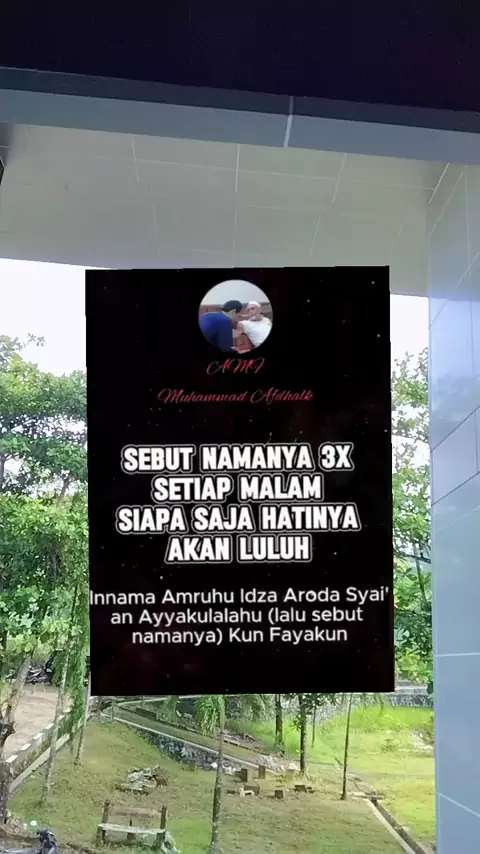 AMI
Muhammad Afdhalk
SEBUT NAMANYA 3X
SETIAP MALAM
SIAPA SAJA HATINYA
AKAN LULUH
Innama Amruhu Idza Aroda Syai'
an Ayyakulalahu (lalu sebut
namanya) Kun Fayakun